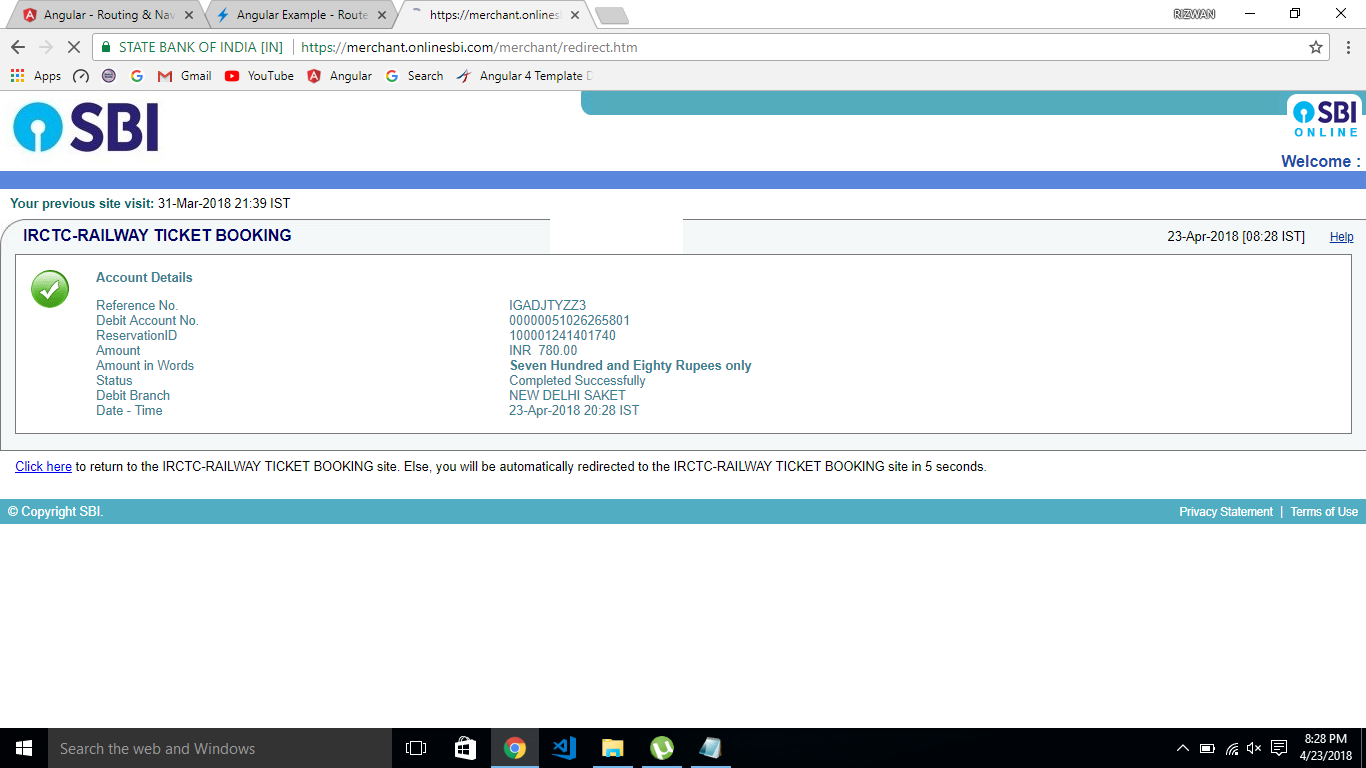 Angular - Routing & Nav
Angular Example - Route
https://merchant.onlines
RIZWAN
STATE BANK OF INDIA [IN]
https://merchant.onlinesbi.com/merchant/redirect.htm
Apps
Gmail
YouTube
Angular
Search
Angular 4 Template D
SBI
SBI
ONLINE
Welcome :
Your previous site visit: 31-Mar-2018 21:39 IST
IRCTC-RAILWAY TICKET BOOKING
23-Apr-2018 [08:28 IST]
Help
Account Details
Reference No. IGADJTYZZ3
Debit Account No. 00000051026265801
ReservationID 100001241401740
Amount INR 780.00
Amount in Words Seven Hundred and Eighty Rupees only
Status Completed Successfully
Debit Branch NEW DELHI SAKET
Date - Time 23-Apr-2018 20:28 IST
Click here to return to the IRCTC-RAILWAY TICKET BOOKING site. Else, you will be automatically redirected to the IRCTC-RAILWAY TICKET BOOKING site in 5 seconds.
© Copyright SBI.
Privacy Statement | Terms of Use
Search the web and Windows
8:28 PM
4/23/2018